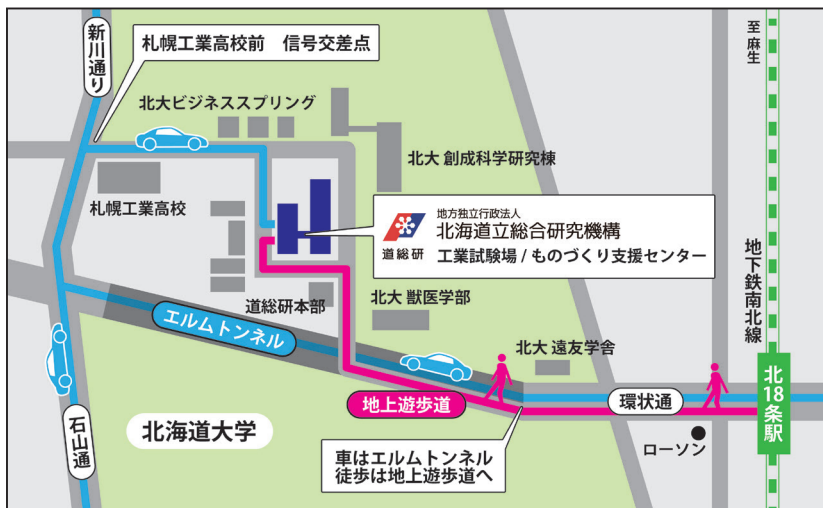 新川通り
札幌工業高校前　信号交差点
至 麻生
北大ビジネススプリング
北大 創成科学研究棟
札幌工業高校
地方独立行政法人
北海道立総合研究機構
道総研
工業試験場 / ものづくり支援センター
地下鉄南北線
道総研本部
北大 獣医学部
エルムトンネル
北大 遠友学舎
地上遊歩道
環状通
北18条駅
石山通
北海道大学
ローソン
車はエルムトンネル
徒歩は地上遊歩道へ